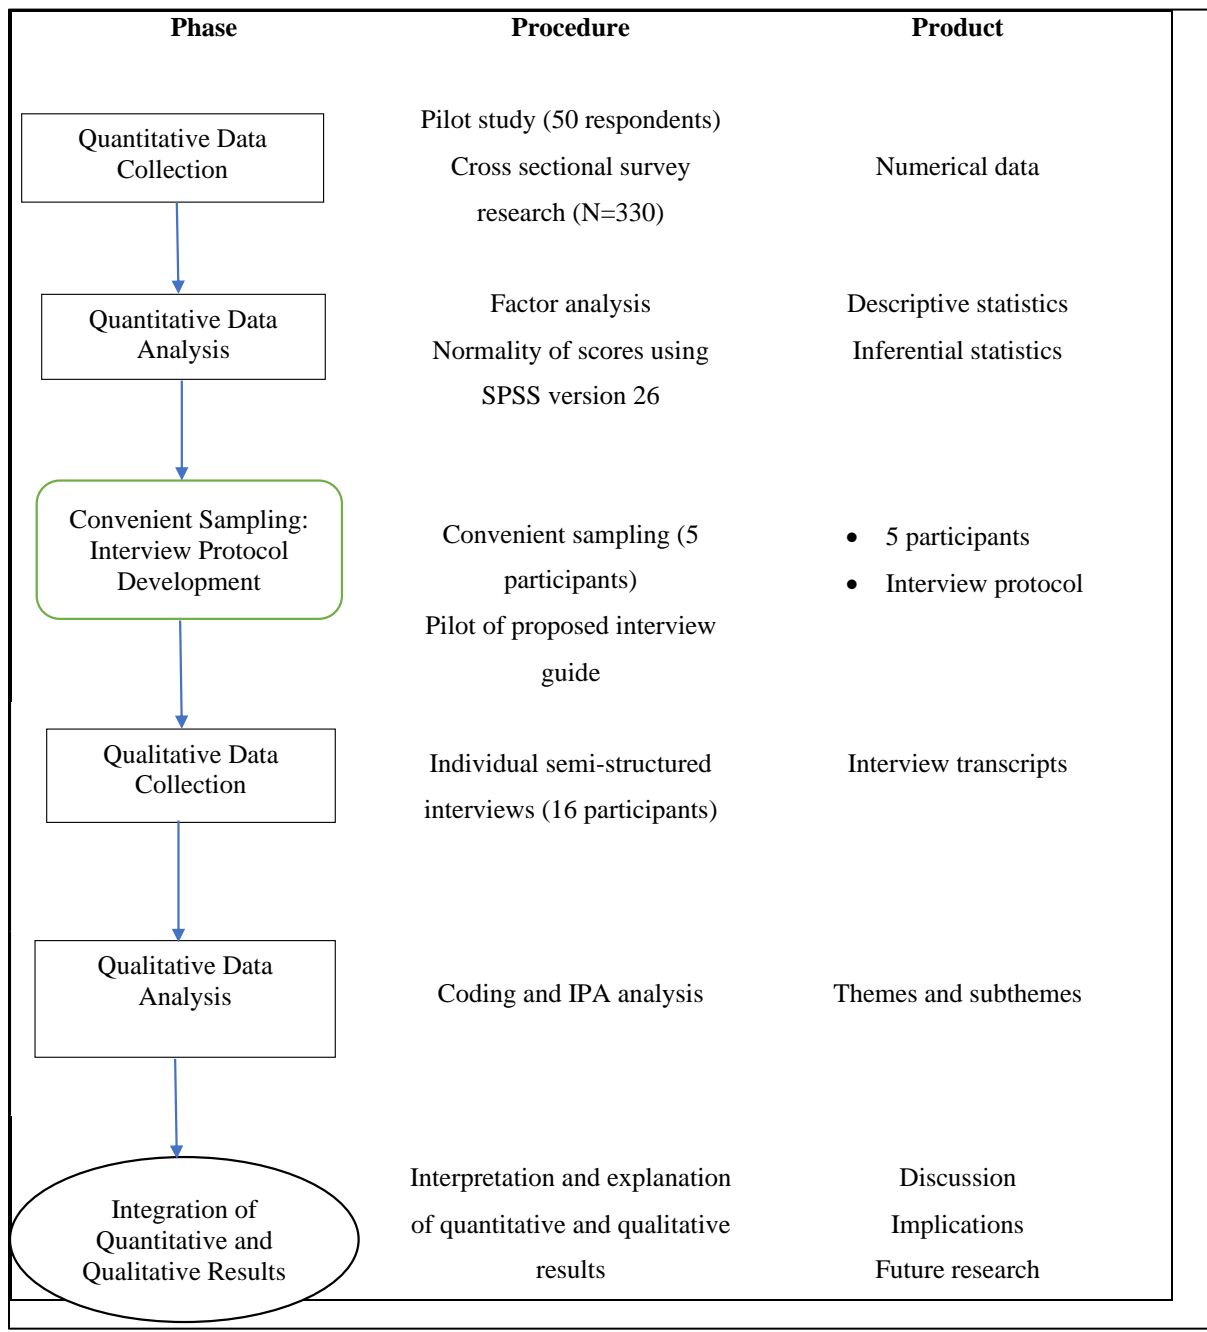 Phase
Procedure
Product
Quantitative Data
Collection
Pilot study (50 respondents)
Cross sectional survey
research (N=330)
Numerical data
Quantitative Data
Analysis
Factor analysis
Normality of scores using
SPSS version 26
Descriptive statistics
Inferential statistics
Convenient Sampling:
Interview Protocol
Development
Convenient sampling (5
participants)
Pilot of proposed interview
guide
• 5 participants
• Interview protocol
Qualitative Data
Collection
Individual semi-structured
interviews (16 participants)
Interview transcripts
Qualitative Data
Analysis
Coding and IPA analysis
Themes and subthemes
Integration of
Quantitative and
Qualitative Results
Interpretation and explanation
of quantitative and qualitative
results
Discussion
Implications
Future research